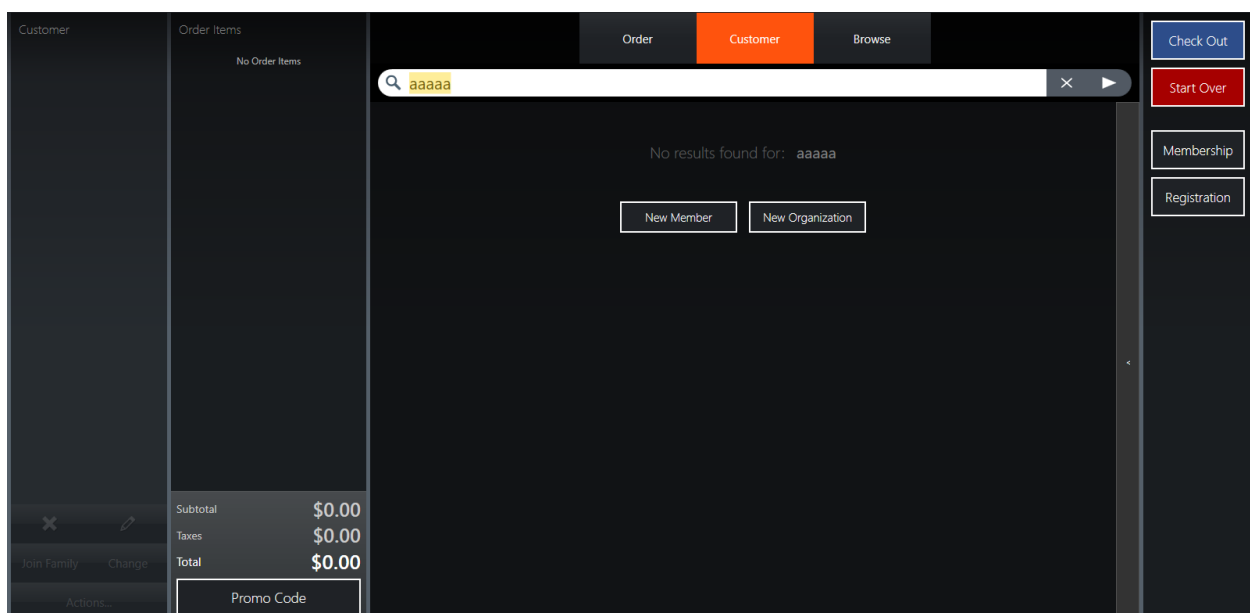 Customer
Order Items
No Order Items
Order
Customer
Browse
aaaaa
No results found for: aaaaa
New Member
New Organization
Check Out
Start Over
Membership
Registration
Subtotal $0.00
Taxes $0.00
Total $0.00
Promo Code
Join Family
Change
Actions...